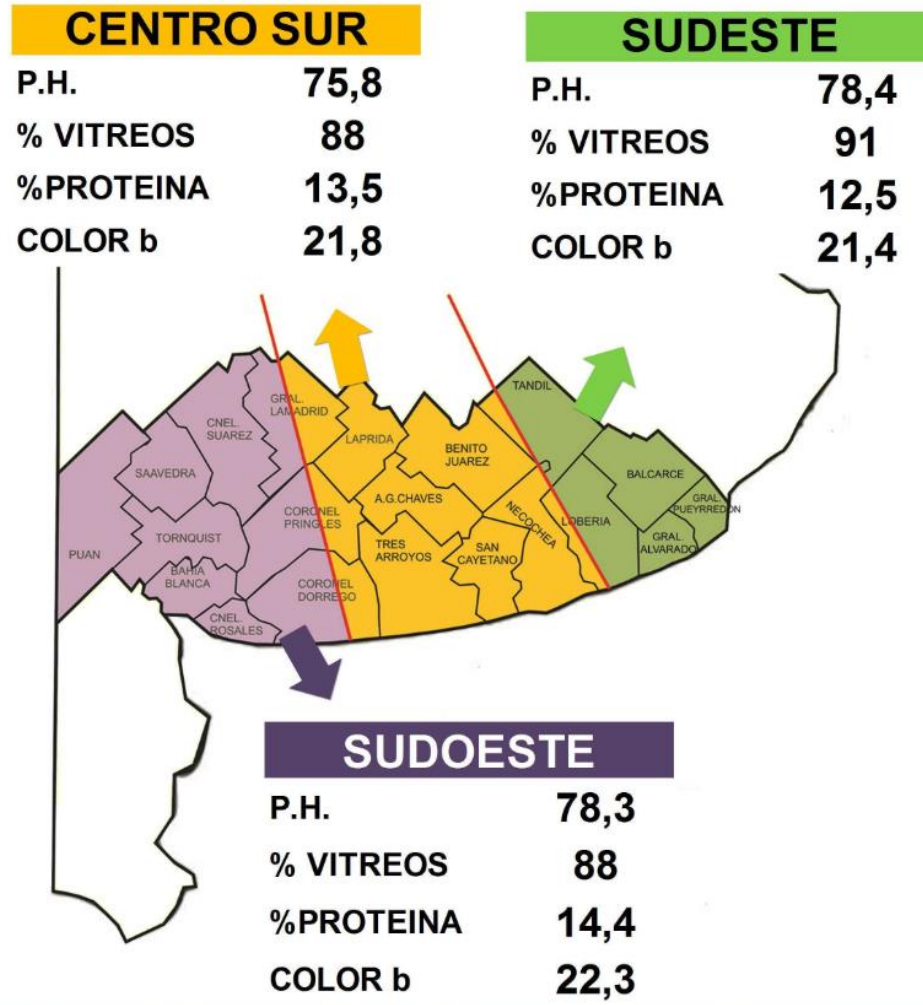 CENTRO SUR
P.H. 75,8
% VITREOS 88
%PROTEINA 13,5
COLOR b 21,8
SUDESTE
P.H. 78,4
% VITREOS 91
%PROTEINA 12,5
COLOR b 21,4
GRAL.
LAMADRID
LAPRIDA
CNEL.
SUAREZ
SAAVEDRA
BENITO
JUAREZ
TANDIL
BALCARCE
GRAL.
PUEYRREDON
A.G.CHAVES
NECOCHEA
LOBERIA
CORONEL
PRINGLES
TORNQUIST
PUAN
TRES
ARROYOS
SAN
CAYETANO
GRAL.
ALVARADO
BAHIA
BLANCA
CORONEL
DORREGO
CNEL.
ROSALES
SUDOESTE
P.H. 78,3
% VITREOS 88
%PROTEINA 14,4
COLOR b 22,3